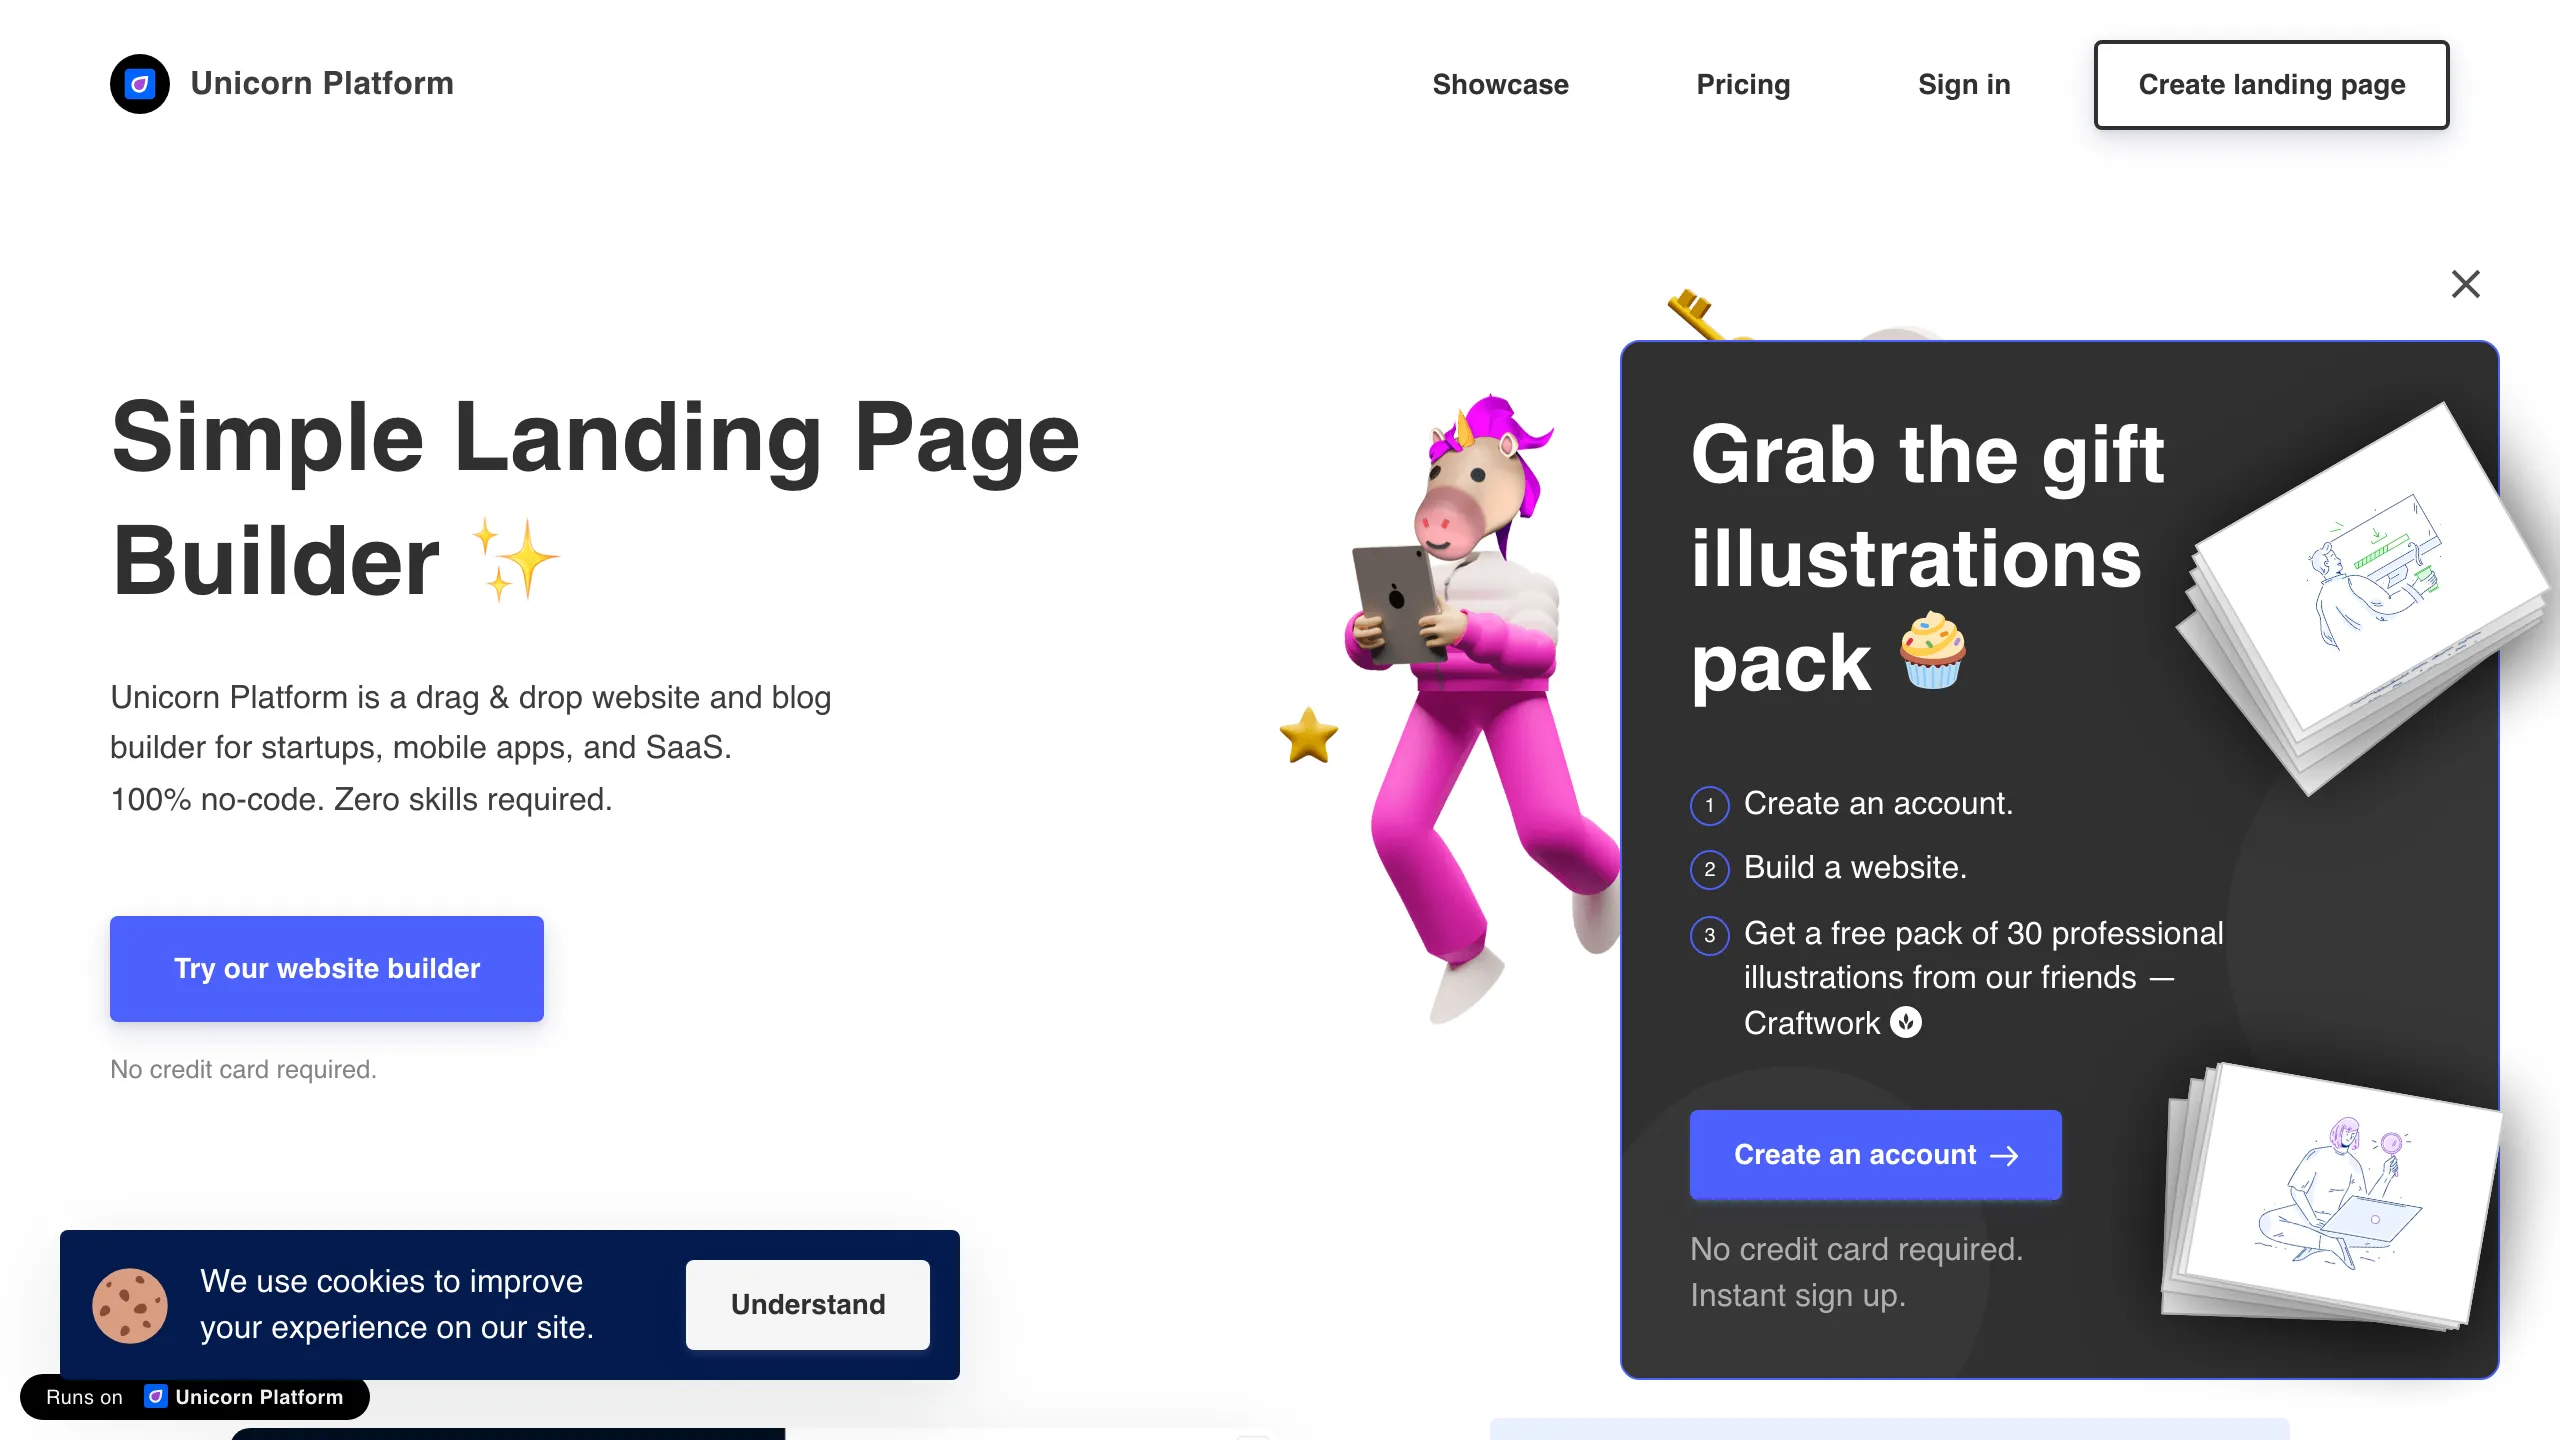 Unicorn Platform
Showcase
Pricing
Sign in
Create landing page
Simple Landing Page
Builder ✨
Unicorn Platform is a drag & drop website and blog
builder for startups, mobile apps, and SaaS.
100% no-code. Zero skills required.
Try our website builder
No credit card required.
Grab the gift
illustrations
pack 🧁
1 Create an account.
2 Build a website.
3 Get a free pack of 30 professional
illustrations from our friends —
Craftwork
Create an account →
No credit card required.
Instant sign up.
We use cookies to improve
your experience on our site.
Understand
Runs on Unicorn Platform